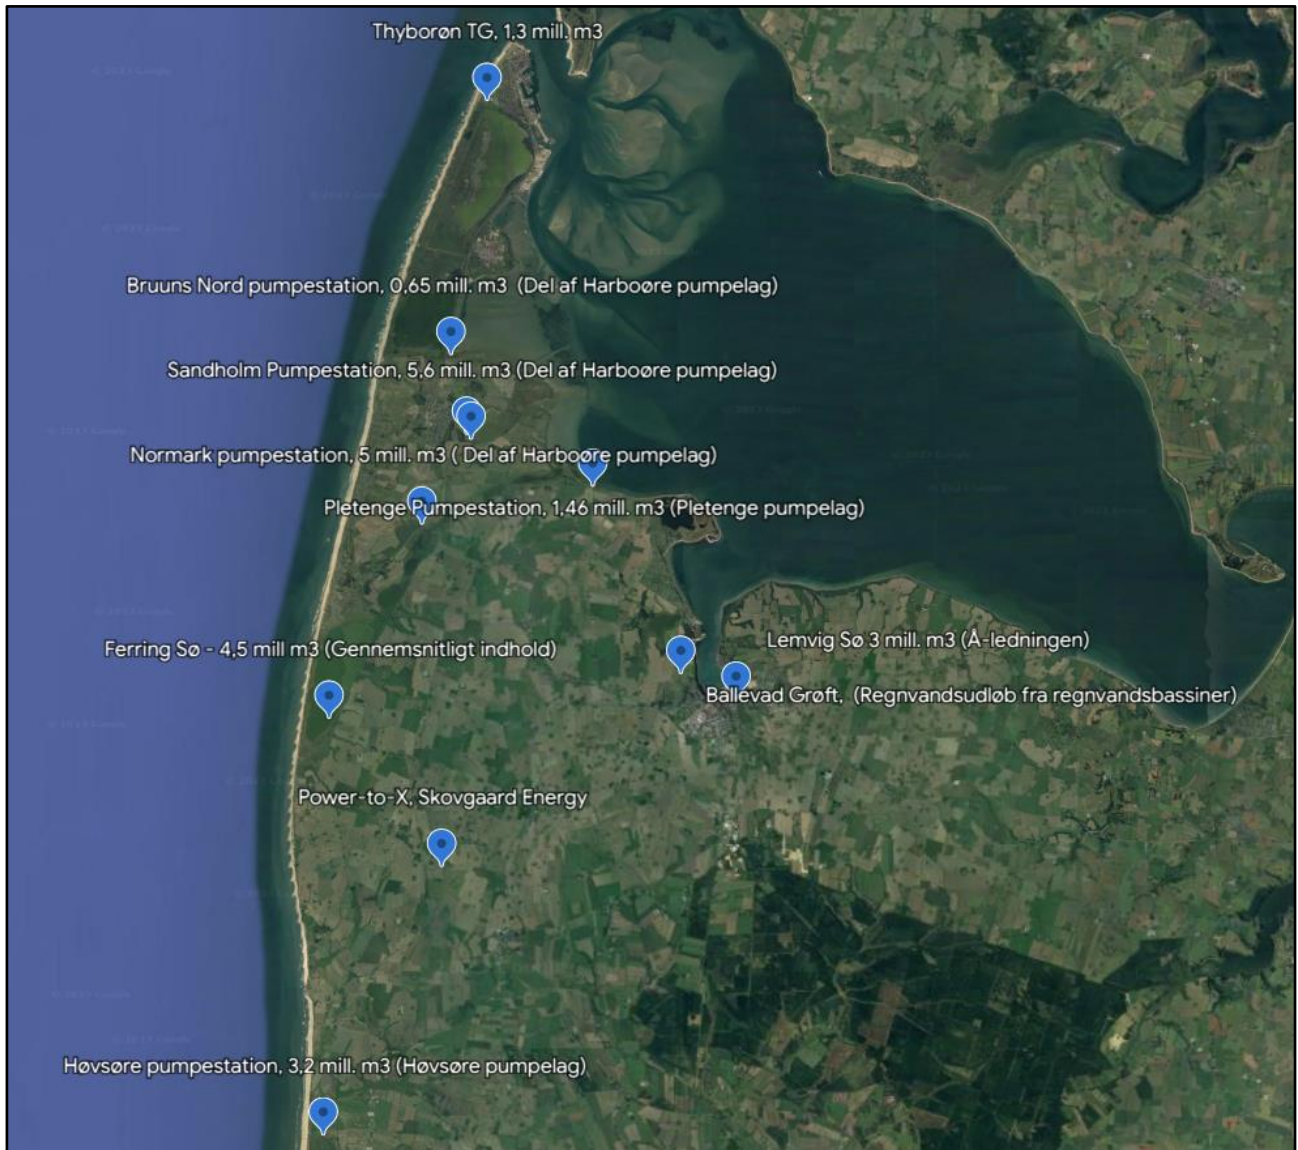 Thyborøn TG, 1,3 mill. m3
Bruuns Nord pumpestation, 0,65 mill. m3 (Del af Harboøre pumpelag)
Sandholm Pumpestation, 5,6 mill. m3 (Del af Harboøre pumpelag)
Normark pumpestation, 5 mill. m3 ( Del af Harboøre pumpelag)
Pletenge Pumpestation, 1,46 mill. m3 (Pletenge pumpelag)
Lemvig Sø 3 mill. m3 (Å-ledningen)
Ferring Sø - 4,5 mill m3 (Gennemsnitligt indhold)
Ballevad Grøft, (Regnvandsudløb fra regnvandsbassiner)
Power-to-X, Skovgaard Energy
Høvsøre pumpestation, 3,2 mill. m3 (Høvsøre pumpelag)